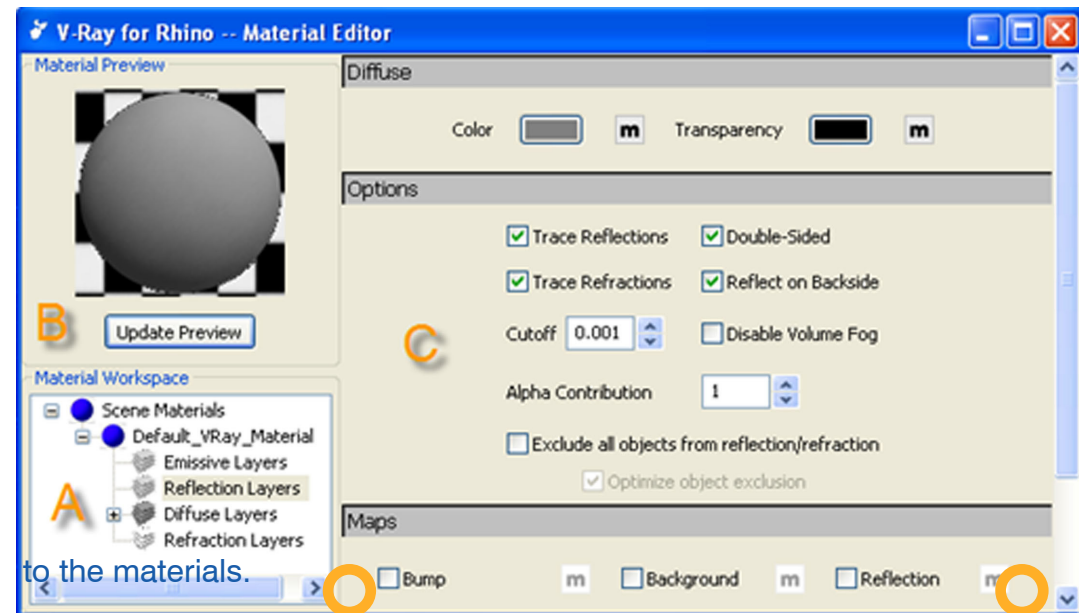 V-Ray for Rhino -- Material Editor
Material Preview
Update Preview
B
Material Workspace
Scene Materials
Default_VRay_Material
Emissive Layers
Reflection Layers
Diffuse Layers
Refraction Layers
A
to the materials.
Diffuse
Color m Transparency m
Options
Trace Reflections Double-Sided
Trace Refractions Reflect on Backside
C
Cutoff 0.001 Disable Volume Fog
Alpha Contribution 1
Exclude all objects from reflection/refraction
Optimize object exclusion
Maps
Bump m Background m Reflection m